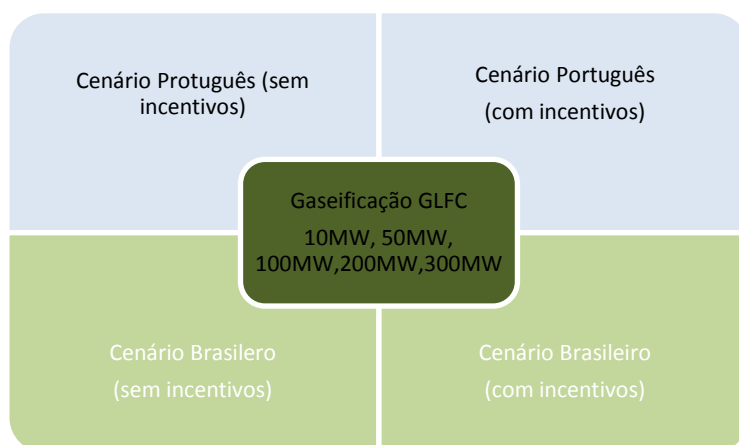 Cenário Protuguês (sem
incentivos)
Cenário Português
(com incentivos)
Gaseificação GLFC
10MW, 50MW,
100MW,200MW,300MW
Cenário Brasilero
(sem incentivos)
Cenário Brasileiro
(com incentivos)